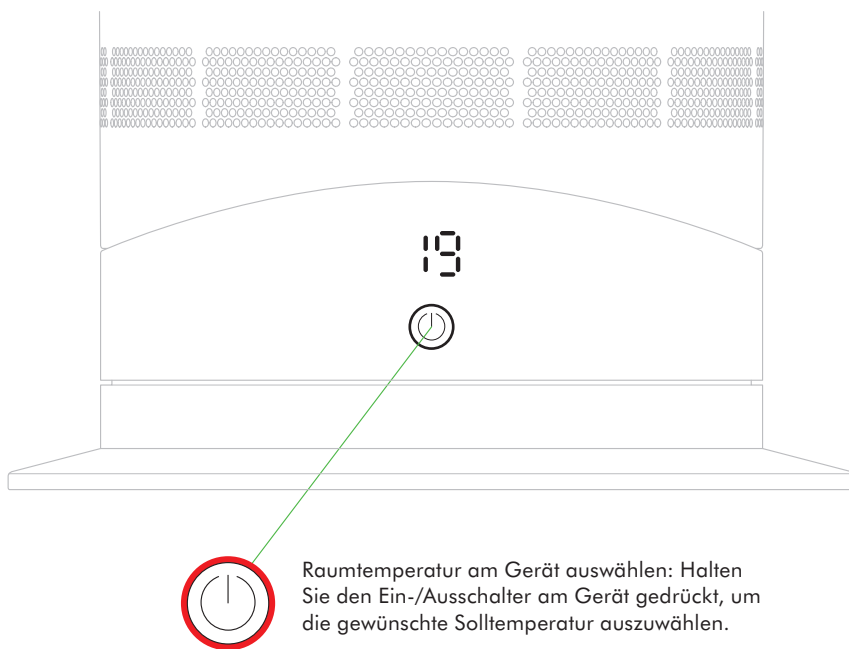 19
Raumtemperatur am Gerät auswählen: Halten
Sie den Ein-/Ausschalter am Gerät gedrückt, um
die gewünschte Solltemperatur auszuwählen.